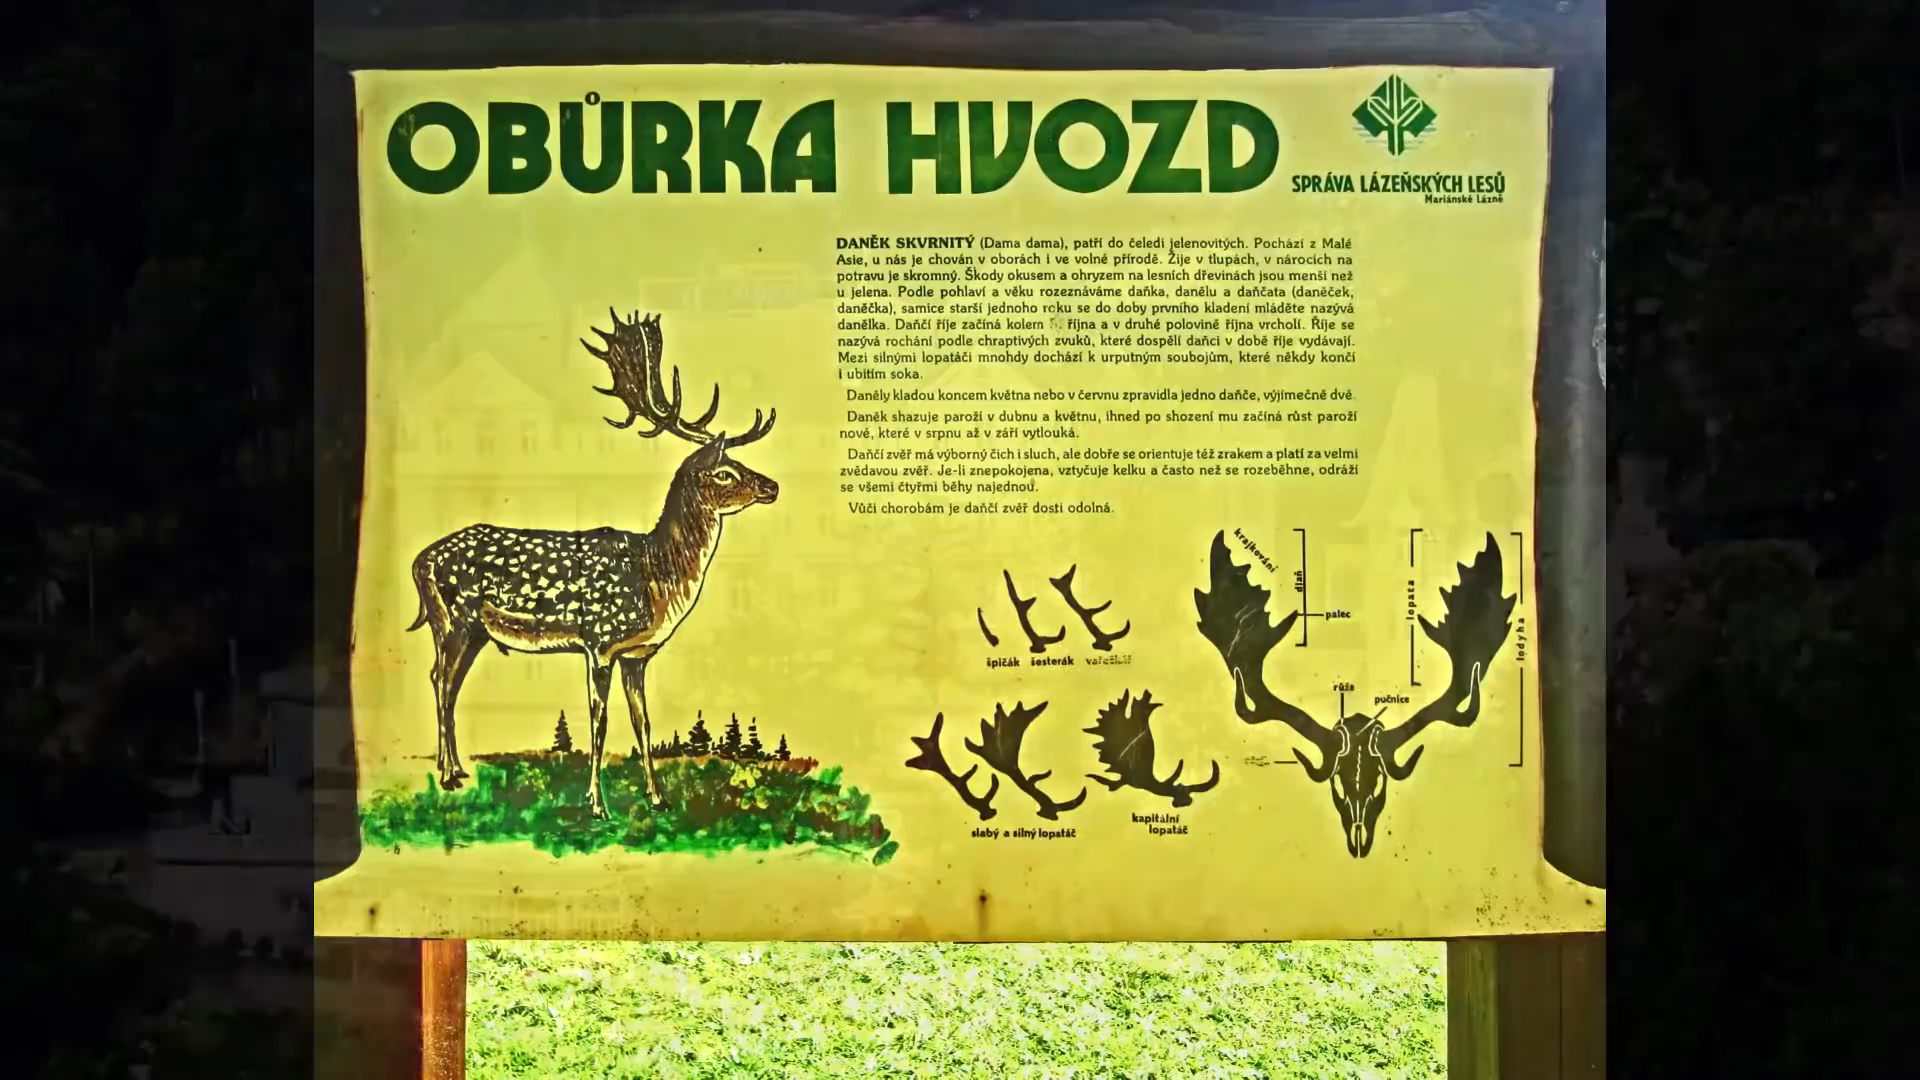 OBŮRKA HVOZD
SPRÁVA LÁZEŇSKÝCH LESŮ
Mariánské Lázně
DANĚK SKVRNITÝ (Dama dama), patří do čeledi jelenovitých. Pochází z Malé
Asie, u nás je chován v oborách i ve volné přírodě. Žije v tlupách, v nárocích na
potravu je skromný. Škody okusem a ohryzem na lesních dřevinách jsou menší než
u jelena. Podle pohlaví a věku rozeznáváme daňka, danělu a daňčata (daněček,
daněčka), samice starší jednoho roku se do doby prvního kladení mláděte nazývá
danělka. Daňčí říje začíná kolem října a v druhé polovině října vrcholí. Říje se
nazývá rochání podle chraptivých zvuků, které dospělí daňci v době říje vydávají.
Mezi silnými lopatáči mnohdy dochází k urputným soubojům, které někdy končí
i ubitím soka.
Daněly kladou koncem května nebo v červnu zpravidla jedno daňče, výjímečně dvě.
Daněk shazuje paroží v dubnu a květnu, ihned po shození mu začíná růst paroží
nové, které v srpnu až v září vytlouká.
Daňčí zvěř má výborný čich i sluch, ale dobře se orientuje též zrakem a platí za velmi
zvědavou zvěř. Je-li znepokojena, vztyčuje kelku a často než se rozeběhne, odráží
se všemi čtyřmi běhy najednou.
Vůči chorobám je daňčí zvěř dosti odolná.
krajkování
dlaň
palec
lopata
lodyha
špičák šesterák
růže
pučnice
slabý a silný lopatáč
kapitální
lopatáč